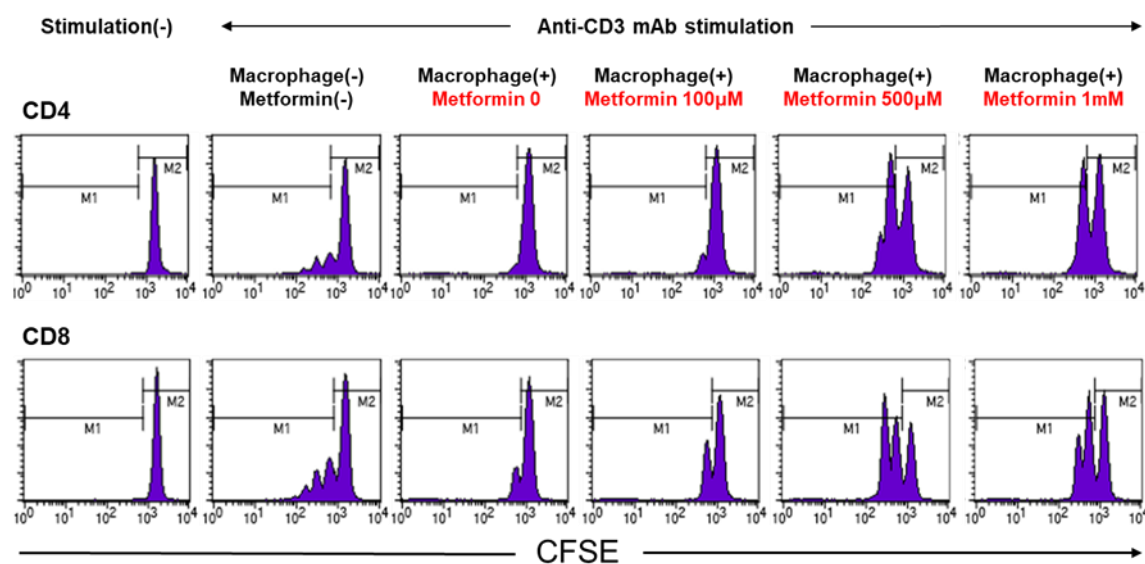 Stimulation(-) Anti-CD3 mAb stimulation
Macrophage(-) Macrophage(+) Macrophage(+) Macrophage(+) Macrophage(+)
Metformin(-) Metformin 0 Metformin 100µM Metformin 500µM Metformin 1mM
CD4
M2 M2 M2 M2 M2 M2
M1 M1 M1 M1 M1 M1
10⁰ 10¹ 10² 10³ 10⁴ 10⁰ 10¹ 10² 10³ 10⁴ 10⁰ 10¹ 10² 10³ 10⁴ 10⁰ 10¹ 10² 10³ 10⁴ 10⁰ 10¹ 10² 10³ 10⁴ 10⁰ 10¹ 10² 10³ 10⁴
CD8
M2 M2 M2 M2 M2 M2
M1 M1 M1 M1 M1 M1
10⁰ 10¹ 10² 10³ 10⁴ 10⁰ 10¹ 10² 10³ 10⁴ 10⁰ 10¹ 10² 10³ 10⁴ 10⁰ 10¹ 10² 10³ 10⁴ 10⁰ 10¹ 10² 10³ 10⁴ 10⁰ 10¹ 10² 10³ 10⁴
CFSE